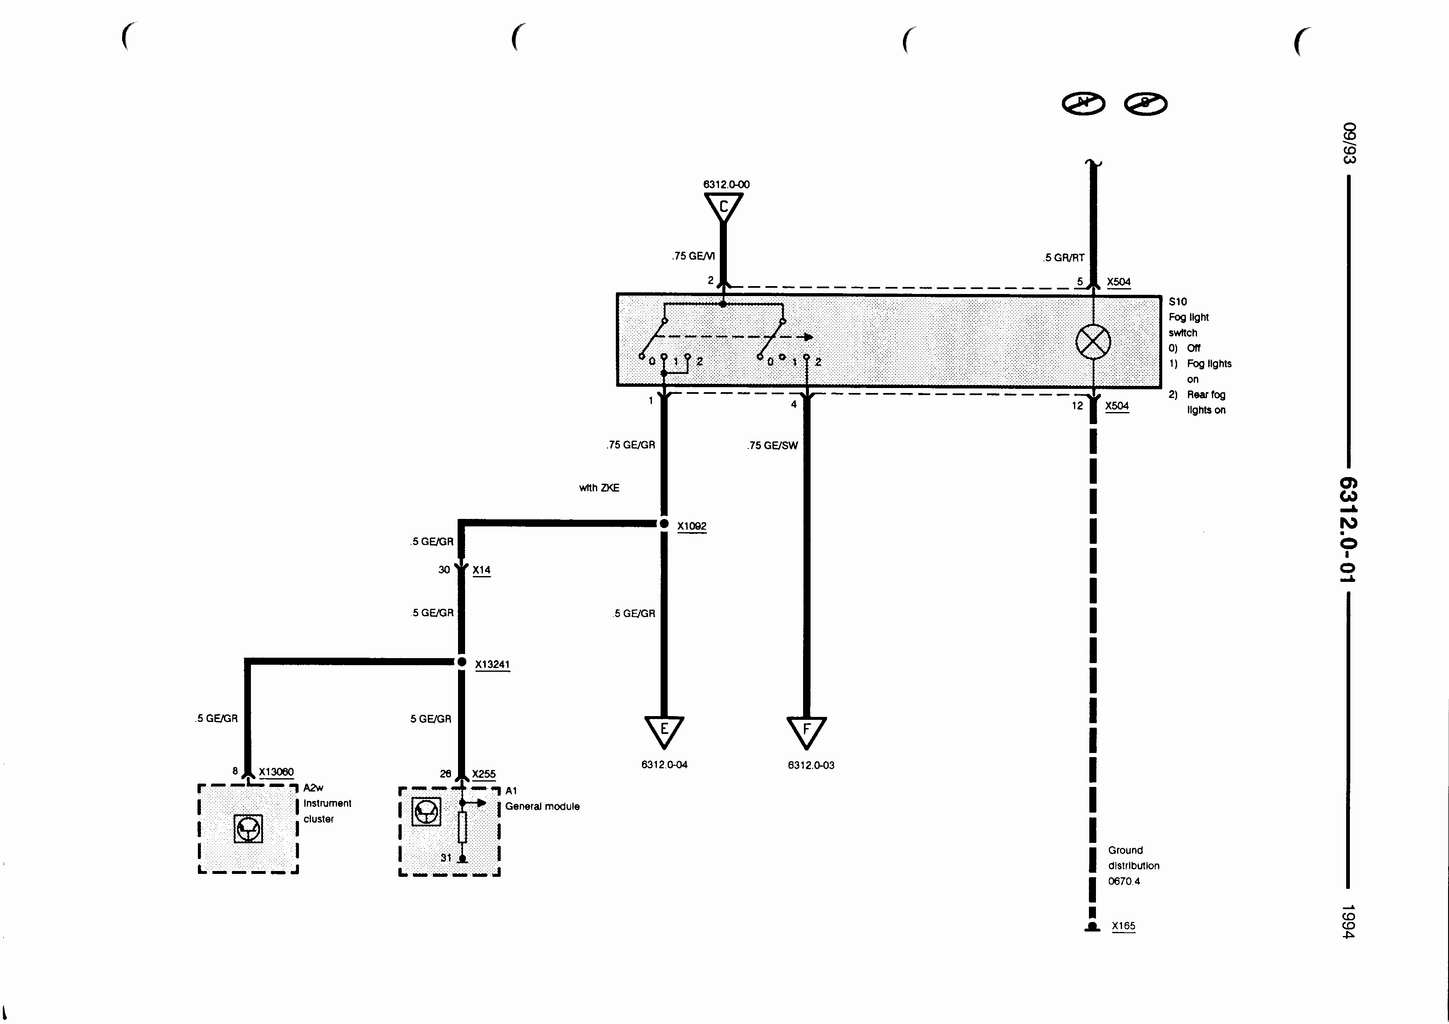 N S
09/93
6312.0-00
C
.75 GE/VI
.5 GR/RT
2
5 X504
S10
Fog light
switch
0) Off
1) Fog lights
on
2) Rear fog
lights on
0 1 2
0 1 2
1
4
12 X504
.75 GE/GR
.75 GE/SW
with ZKE
6312.0-01
X1092
.5 GE/GR
30 X14
.5 GE/GR
.5 GE/GR
X13241
.5 GE/GR
5 GE/GR
E
F
6312.0-04
6312.0-03
8 X13060
26 X255
A2w
Instrument
cluster
A1
General module
31
Ground
distribution
0670.4
X165
1994